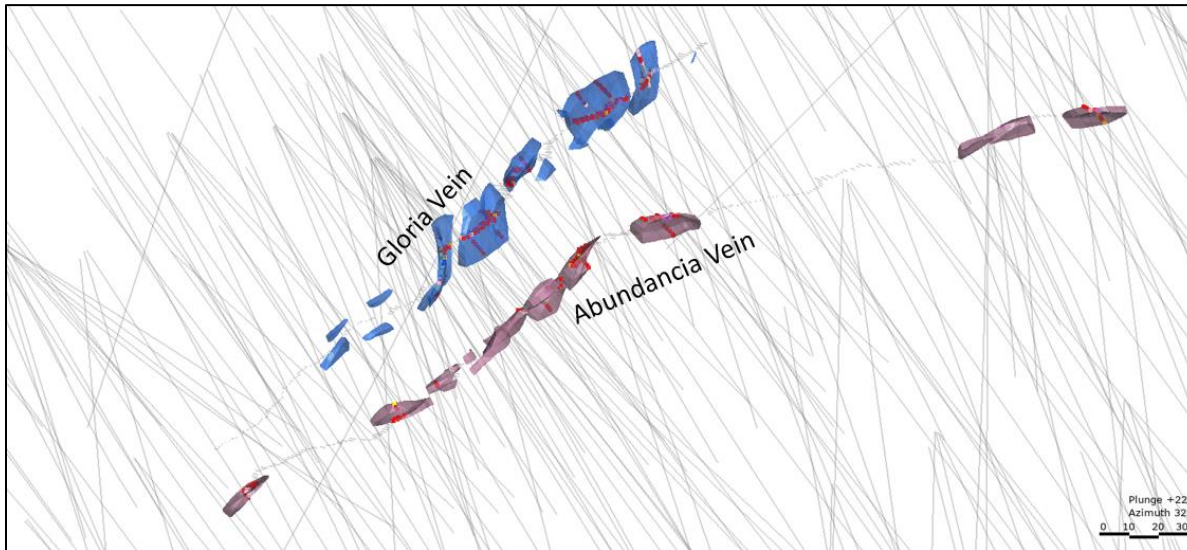 Gloria Vein
Abundancia Vein
Plunge +22
Azimuth 32
0 10 20 30